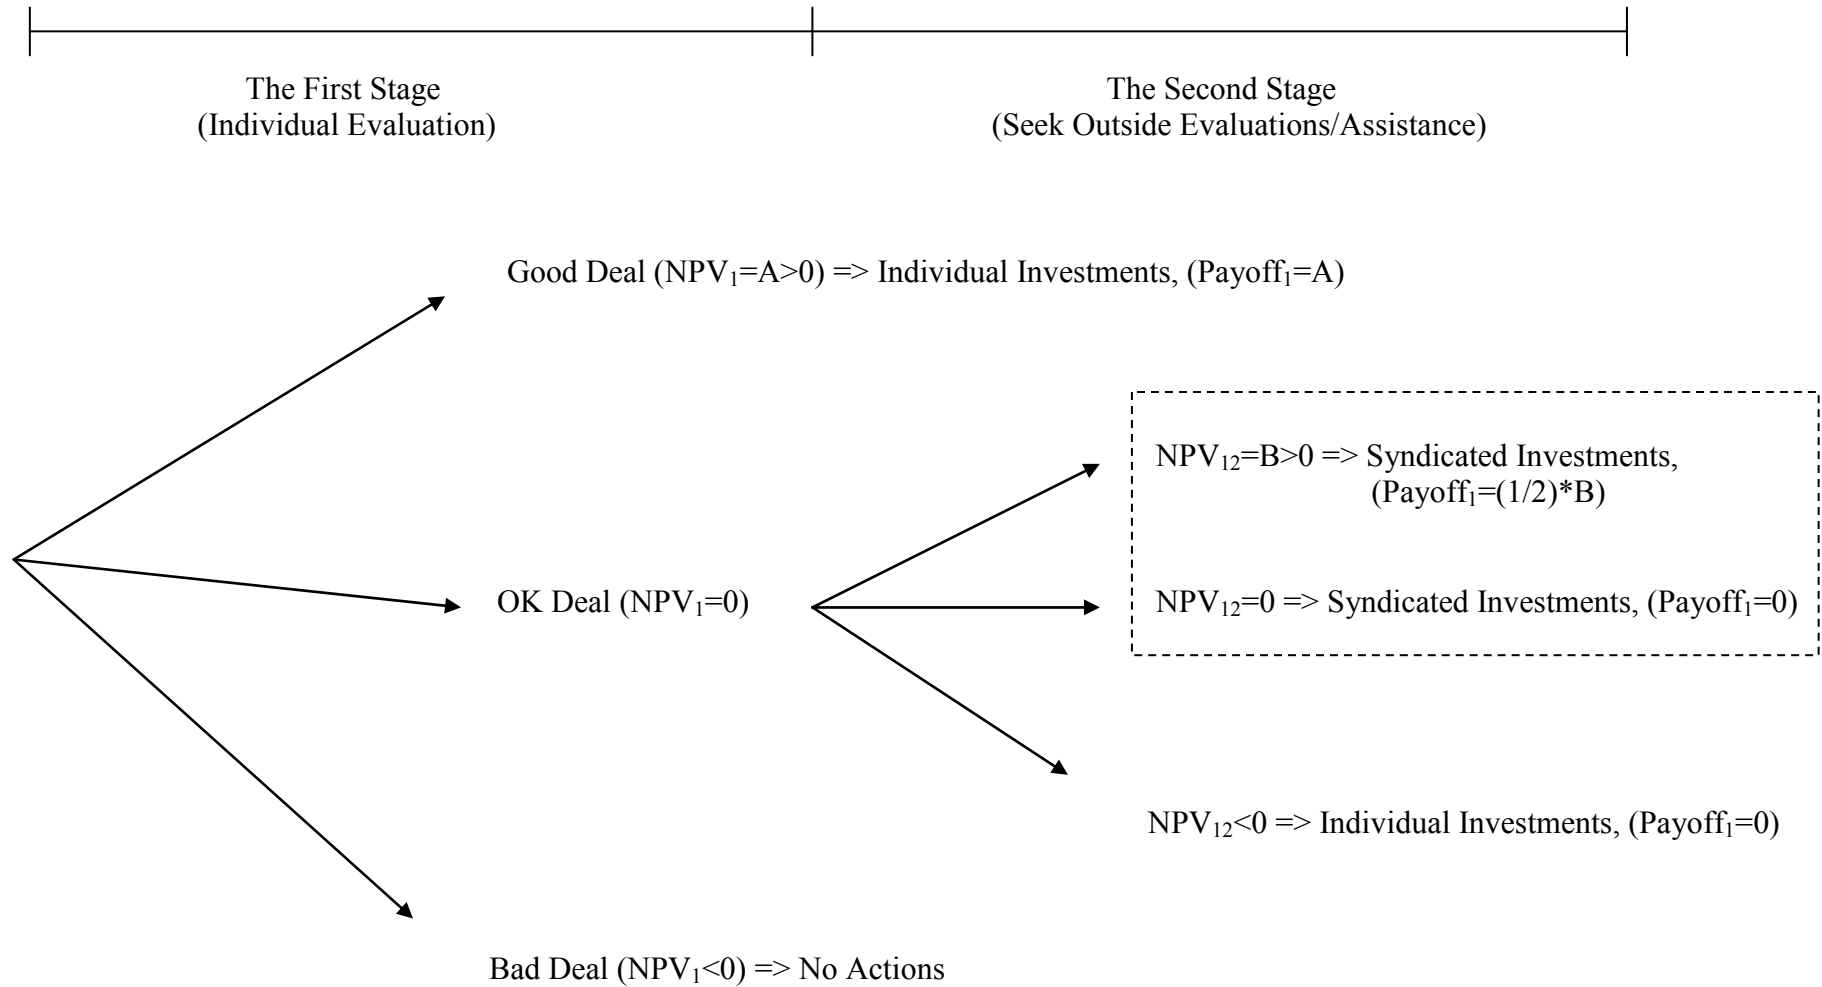 The First Stage
(Individual Evaluation)
The Second Stage
(Seek Outside Evaluations/Assistance)
Good Deal (NPV₁=A>0) => Individual Investments, (Payoff₁=A)
NPV₁₂=B>0 => Syndicated Investments,
(Payoff₁=(1/2)*B)
OK Deal (NPV₁=0)
NPV₁₂=0 => Syndicated Investments, (Payoff₁=0)
NPV₁₂<0 => Individual Investments, (Payoff₁=0)
Bad Deal (NPV₁<0) => No Actions